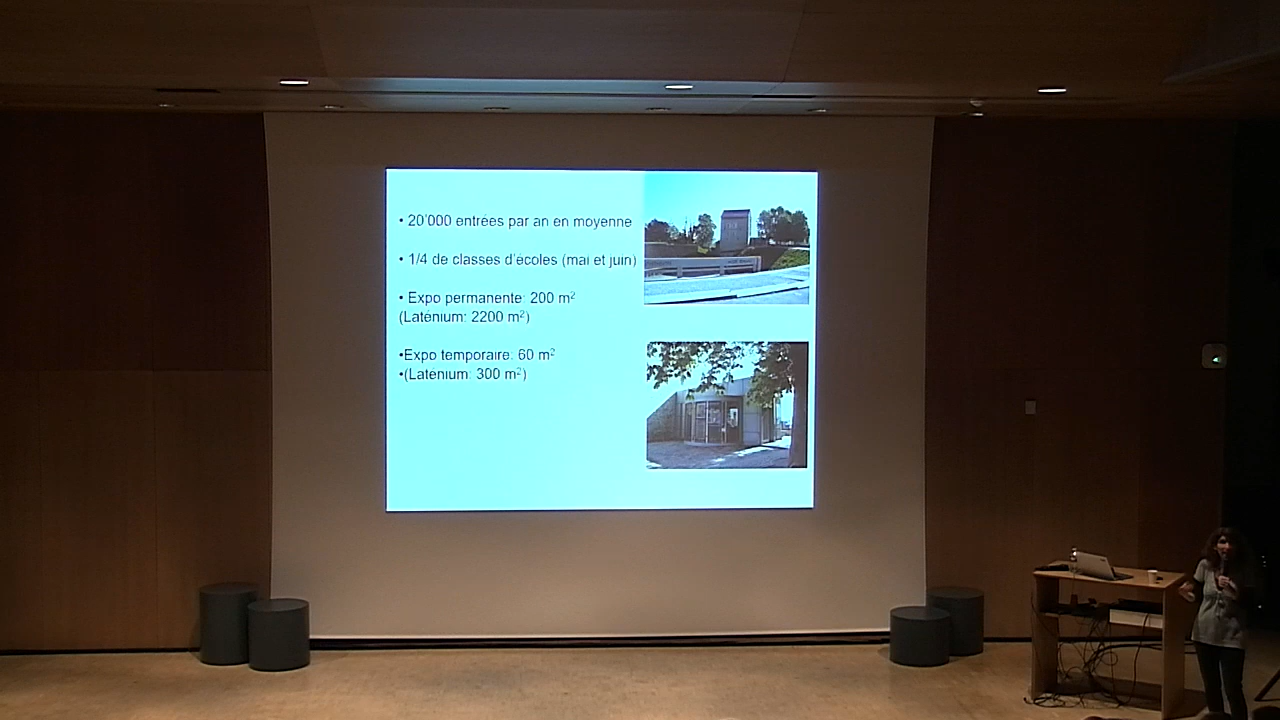 • 20'000 entrées par an en moyenne
• 1/4 de classes d'écoles (mai et juin)
• Expo permanente: 200 m²
(Laténium: 2200 m²)
•Expo temporaire: 60 m²
•(Laténium: 300 m²)